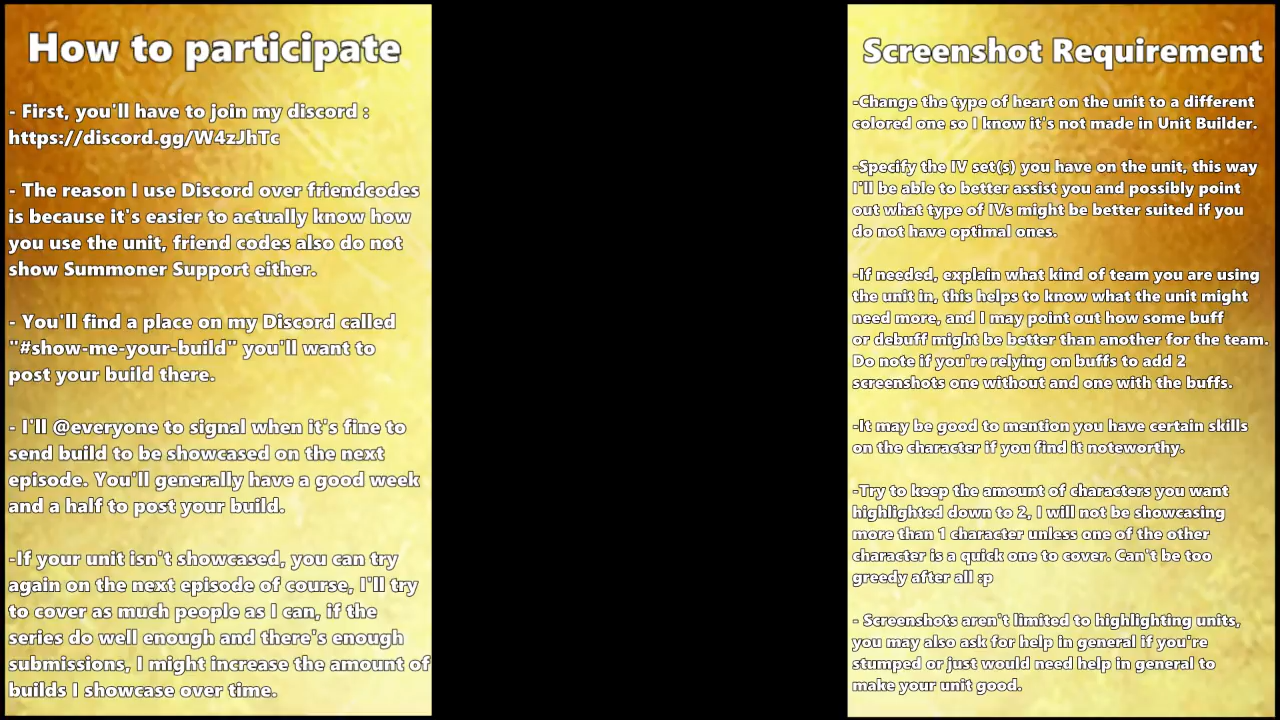 How to participate
- First, you'll have to join my discord :
https://discord.gg/W4zJhTc
- The reason I use Discord over friendcodes
is because it's easier to actually know how
you use the unit, friend codes also do not
show Summoner Support either.
- You'll find a place on my Discord called
"#show-me-your-build" you'll want to
post your build there.
- I'll @everyone to signal when it's fine to
send build to be showcased on the next
episode. You'll generally have a good week
and a half to post your build.
-If your unit isn't showcased, you can try
again on the next episode of course, I'll try
to cover as much people as I can, if the
series do well enough and there's enough
submissions, I might increase the amount of
builds I showcase over time.
Screenshot Requirement
-Change the type of heart on the unit to a different
colored one so I know it's not made in Unit Builder.
-Specify the IV set(s) you have on the unit, this way
I'll be able to better assist you and possibly point
out what type of IVs might be better suited if you
do not have optimal ones.
-If needed, explain what kind of team you are using
the unit in, this helps to know what the unit might
need more, and I may point out how some buff
or debuff might be better than another for the team.
Do note if you're relying on buffs to add 2
screenshots one without and one with the buffs.
-It may be good to mention you have certain skills
on the character if you find it noteworthy.
-Try to keep the amount of characters you want
highlighted down to 2, I will not be showcasing
more than 1 character unless one of the other
character is a quick one to cover. Can't be too
greedy after all :p
- Screenshots aren't limited to highlighting units,
you may also ask for help in general if you're
stumped or just would need help in general to
make your unit good.